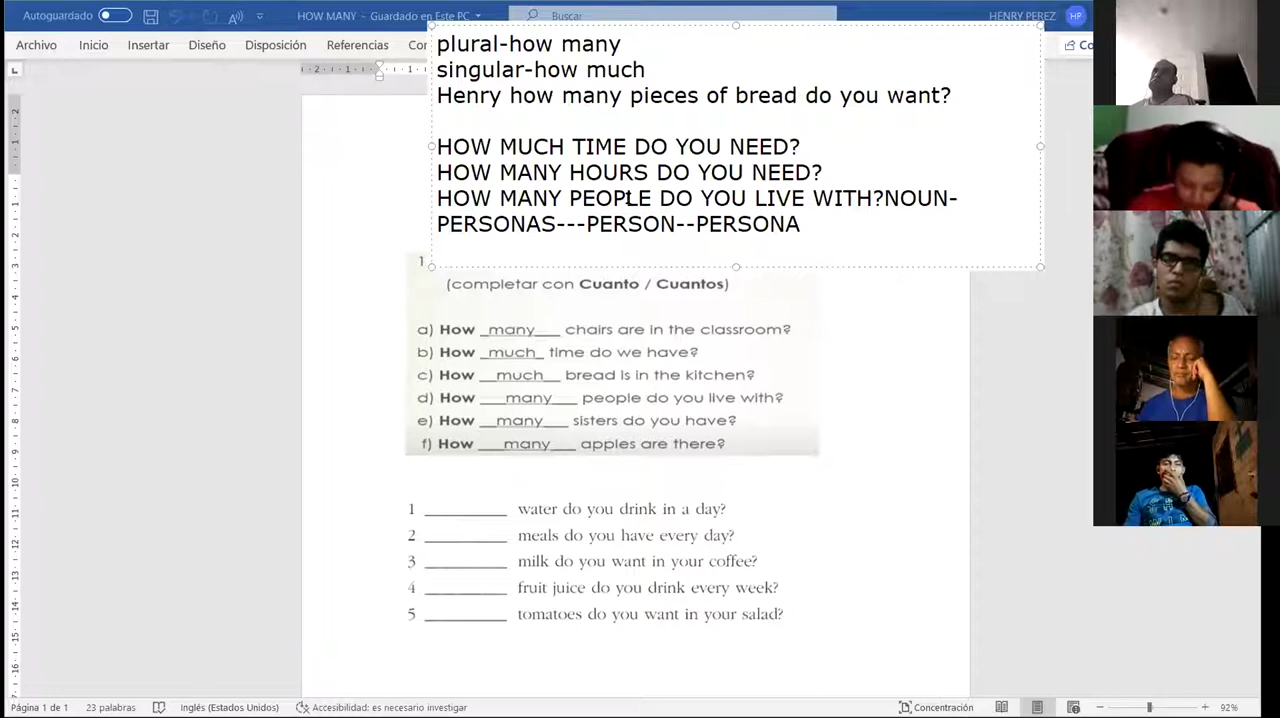 Autoguardado
HOW MANY - Guardado en Este PC
Buscar
HENRY PEREZ
HP
Archivo Inicio Insertar Diseño Disposición Referencias
plural-how many
singular-how much
Henry how many pieces of bread do you want?
HOW MUCH TIME DO YOU NEED?
HOW MANY HOURS DO YOU NEED?
HOW MANY PEOPLE DO YOU LIVE WITH?NOUN-
PERSONAS---PERSON--PERSONA
1
(completar con Cuanto / Cuantos)
a) How _many___ chairs are in the classroom?
b) How _much_ time do we have?
c) How __much__ bread is in the kitchen?
d) How ___many___ people do you live with?
e) How __many___ sisters do you have?
f) How ___many___ apples are there?
1 __________ water do you drink in a day?
2 __________ meals do you have every day?
3 __________ milk do you want in your coffee?
4 __________ fruit juice do you drink every week?
5 __________ tomatoes do you want in your salad?
Página 1 de 1 23 palabras Inglés (Estados Unidos) Accesibilidad: es necesario investigar Concentración 92%